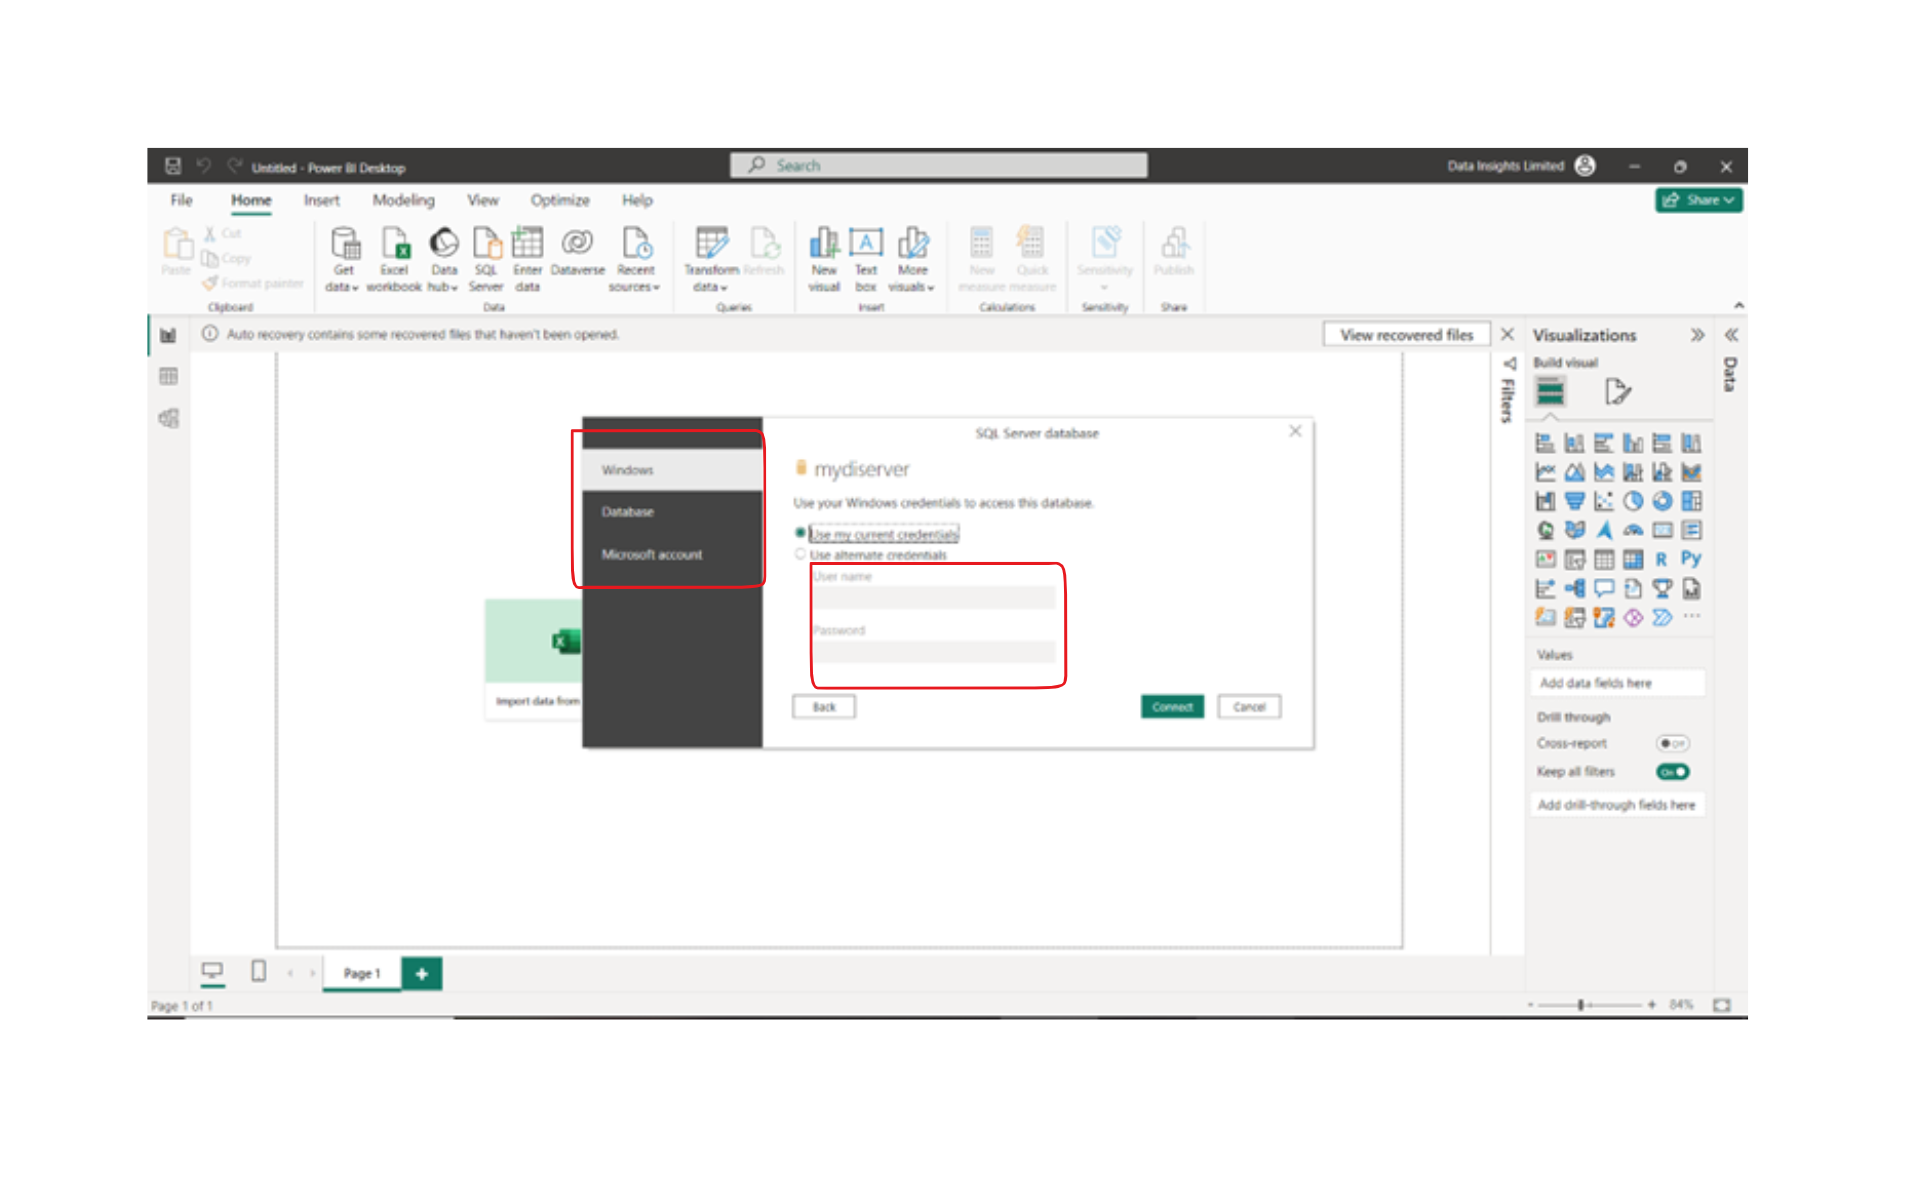 Untitled - Power BI Desktop
Search
Data Insights Limited
File Home Insert Modeling View Optimize Help
Share
Paste
Cut
Copy
Format painter
Clipboard
Get data
Excel workbook
Data hub
SQL Server
Enter data
Dataverse
Recent sources
Data
Transform data
Refresh
Queries
New visual
Text box
More visuals
Insert
New measure
Quick measure
Calculations
Sensitivity
Sensitivity
Publish
Share
Auto recovery contains some recovered files that haven't been opened.
View recovered files
Filters
Visualizations
Build visual
Data
SQL Server database
Windows
Database
Microsoft account
mydiserver
Use your Windows credentials to access this database.
Use my current credentials
Use alternate credentials
User name
Password
Back
Connect
Cancel
Import data from
R Py
Values
Add data fields here
Drill through
Cross-report
Off
Keep all filters
On
Add drill-through fields here
Page 1
Page 1 of 1
84%